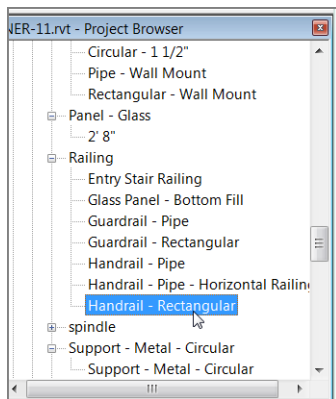 NER-11.rvt - Project Browser
Circular - 1 1/2"
Pipe - Wall Mount
Rectangular - Wall Mount
Panel - Glass
2' 8"
Railing
Entry Stair Railing
Glass Panel - Bottom Fill
Guardrail - Pipe
Guardrail - Rectangular
Handrail - Pipe
Handrail - Pipe - Horizontal Railing
Handrail - Rectangular
spindle
Support - Metal - Circular
Support - Metal - Circular